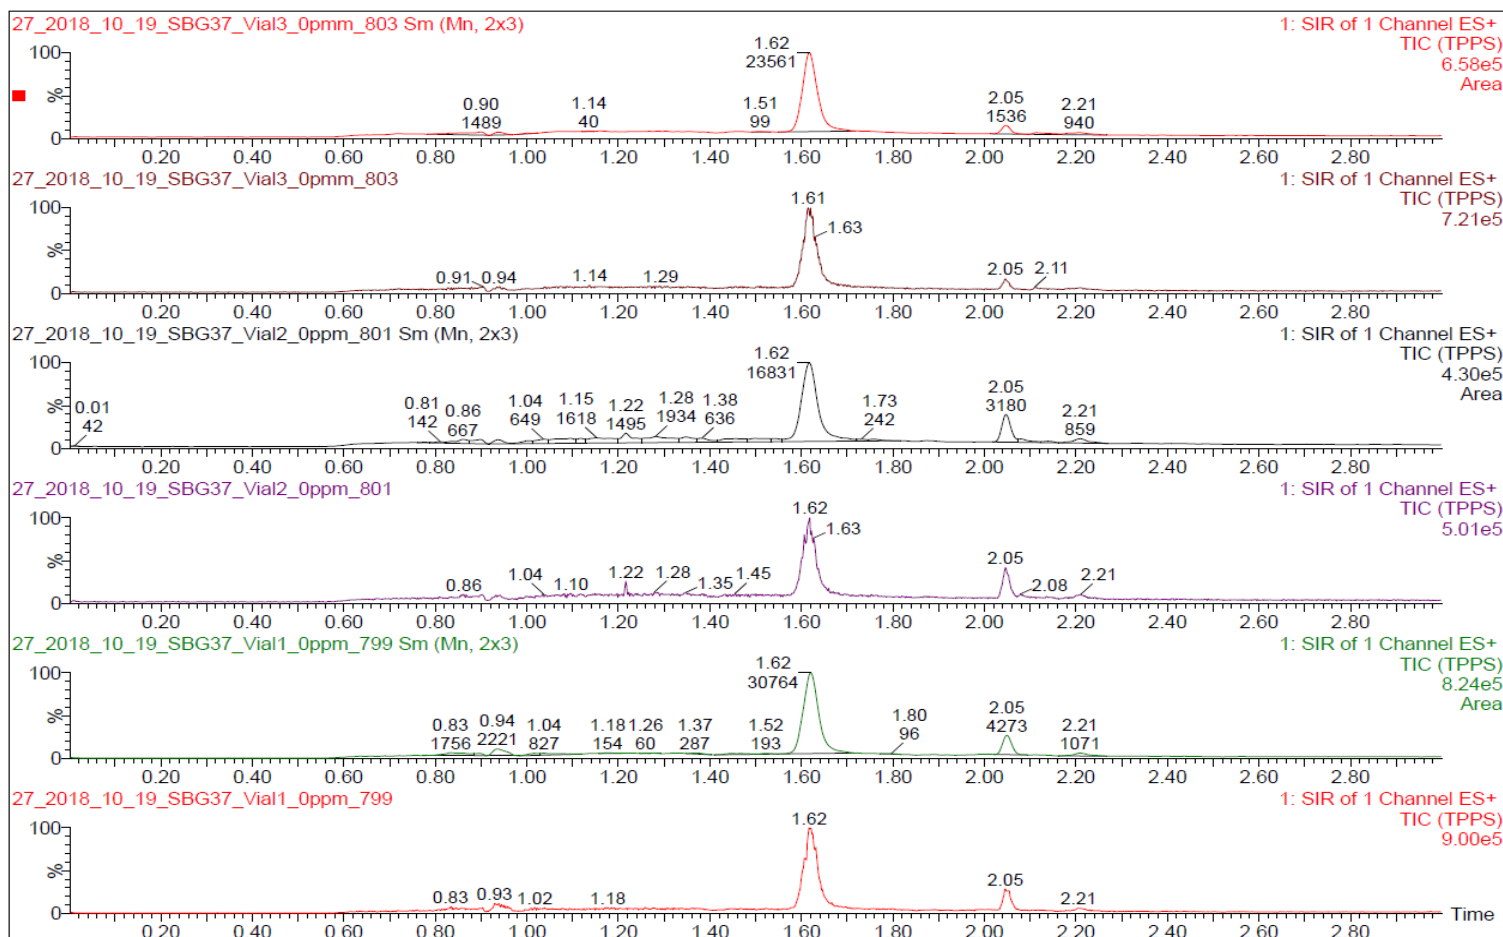 27_2018_10_19_SBG37_Vial3_0pmm_803 Sm (Mn, 2x3)
1: SIR of 1 Channel ES+
TIC (TPPS)
6.58e5
Area
100
%
0
0.90
1489
1.14
40
1.51
99
1.62
23561
2.05
1536
2.21
940
0.20 0.40 0.60 0.80 1.00 1.20 1.40 1.60 1.80 2.00 2.20 2.40 2.60 2.80
27_2018_10_19_SBG37_Vial3_0pmm_803
1: SIR of 1 Channel ES+
TIC (TPPS)
7.21e5
100
%
0
0.91 0.94 1.14 1.29 1.61 1.63 2.05 2.11
0.20 0.40 0.60 0.80 1.00 1.20 1.40 1.60 1.80 2.00 2.20 2.40 2.60 2.80
27_2018_10_19_SBG37_Vial2_0ppm_801 Sm (Mn, 2x3)
1: SIR of 1 Channel ES+
TIC (TPPS)
4.30e5
Area
100
%
0
0.01
42
0.81
142
0.86
667
1.04
649
1.15
1618
1.22
1495
1.28
1934
1.38
636
1.62
16831
1.73
242
2.05
3180
2.21
859
0.20 0.40 0.60 0.80 1.00 1.20 1.40 1.60 1.80 2.00 2.20 2.40 2.60 2.80
27_2018_10_19_SBG37_Vial2_0ppm_801
1: SIR of 1 Channel ES+
TIC (TPPS)
5.01e5
100
%
0
0.86 1.04 1.10 1.22 1.28 1.35 1.45 1.62 1.63 2.05 2.08 2.21
0.20 0.40 0.60 0.80 1.00 1.20 1.40 1.60 1.80 2.00 2.20 2.40 2.60 2.80
27_2018_10_19_SBG37_Vial1_0ppm_799 Sm (Mn, 2x3)
1: SIR of 1 Channel ES+
TIC (TPPS)
8.24e5
Area
100
%
0
0.83
1756
0.94
2221
1.04
827
1.18
154
1.26
60
1.37
287
1.52
193
1.62
30764
1.80
96
2.05
4273
2.21
1071
0.20 0.40 0.60 0.80 1.00 1.20 1.40 1.60 1.80 2.00 2.20 2.40 2.60 2.80
27_2018_10_19_SBG37_Vial1_0ppm_799
1: SIR of 1 Channel ES+
TIC (TPPS)
9.00e5
100
%
0
0.83 0.93 1.02 1.18 1.62 2.05 2.21
Time
0.20 0.40 0.60 0.80 1.00 1.20 1.40 1.60 1.80 2.00 2.20 2.40 2.60 2.80